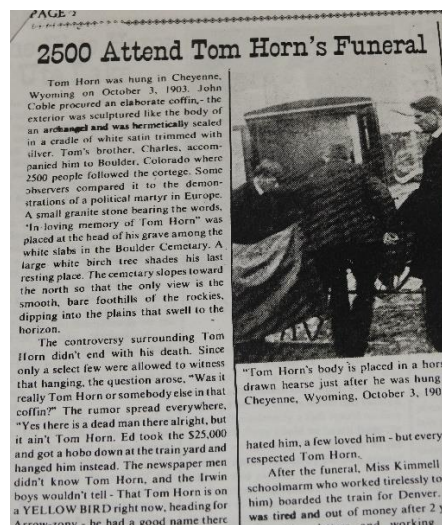 PAGE
2500 Attend Tom Horn's Funeral
Tom Horn was hung in Cheyenne,
Wyoming on October 3, 1903. John
Coble procured an elaborate coffin,- the
exterior was sculptured like the body of
an archangel and was hermetically sealed
in a cradle of white satin trimmed with
silver. Tom's brother, Charles, accom-
panied him to Boulder, Colorado where
2500 people followed the cortege. Some
observers compared it to the demon-
strations of a political martyr in Europe.
A small granite stone bearing the words,
"In loving memory of Tom Horn" was
placed at the head of his grave among the
white slabs in the Boulder Cemetary. A
large white birch tree shades his last
resting place. The cemetary slopes toward
the north so that the only view is the
smooth, bare foothills of the rockies,
dipping into the plains that swell to the
horizon.
The controversy surrounding Tom
Horn didn't end with his death. Since
only a select few were allowed to witness
that hanging, the question arose, "Was it
really Tom Horn or somebody else in that
coffin?" The rumor spread everywhere,
"Yes there is a dead man there alright, but
it ain't Tom Horn. Ed took the $25,000
and got a hobo down at the train yard and
hanged him instead. The newspaper men
didn't know Tom Horn, and the Irwin
boys wouldn't tell - That Tom Horn is on
a YELLOW BIRD right now, heading for
he had a good name there
"Tom Horn's body is placed in a
drawn hearse just after he was hung
Cheyenne, Wyoming, October 3,
hated him, a few loved him - but
respected Tom Horn.
After the funeral, Miss Kimmell
schoolmarm who worked tirelessly to
him) boarded the train for Denver.
was tired and out of money after 2
and working